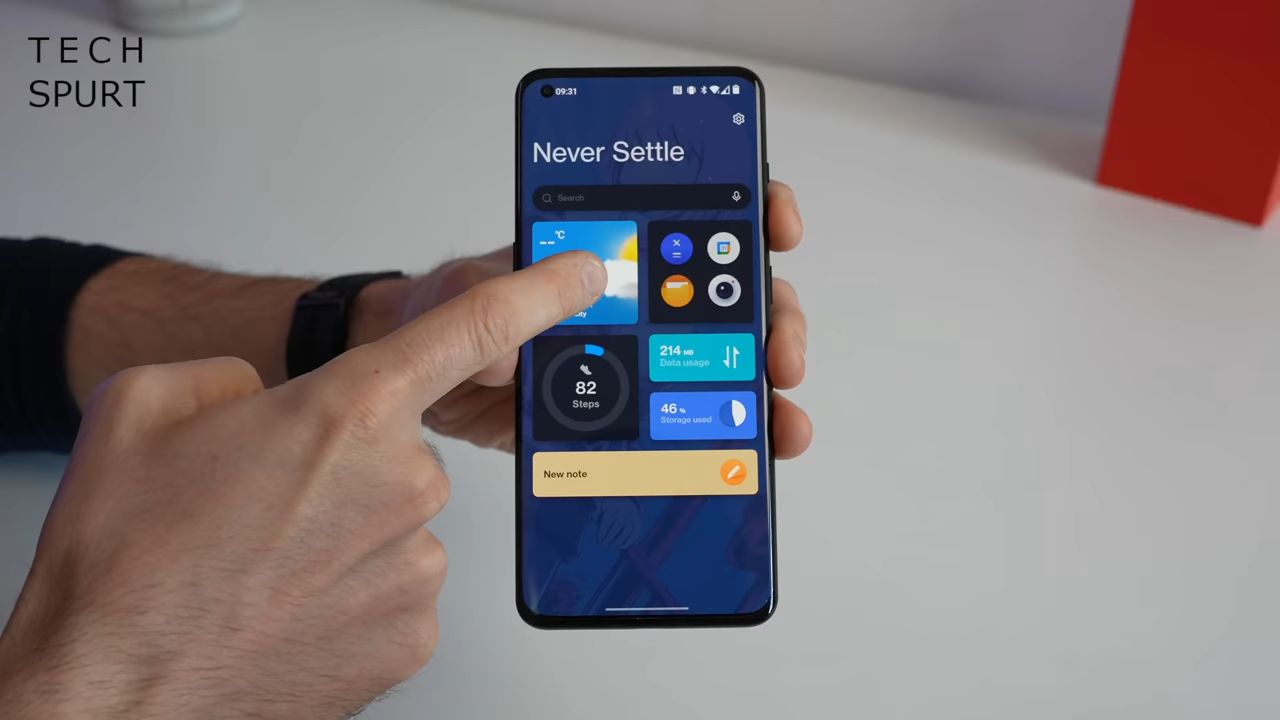 TECH
SPURT
09:31
Never Settle
Search
--°C
214 MB
Data usage
82
Steps
46 %
Storage used
New note